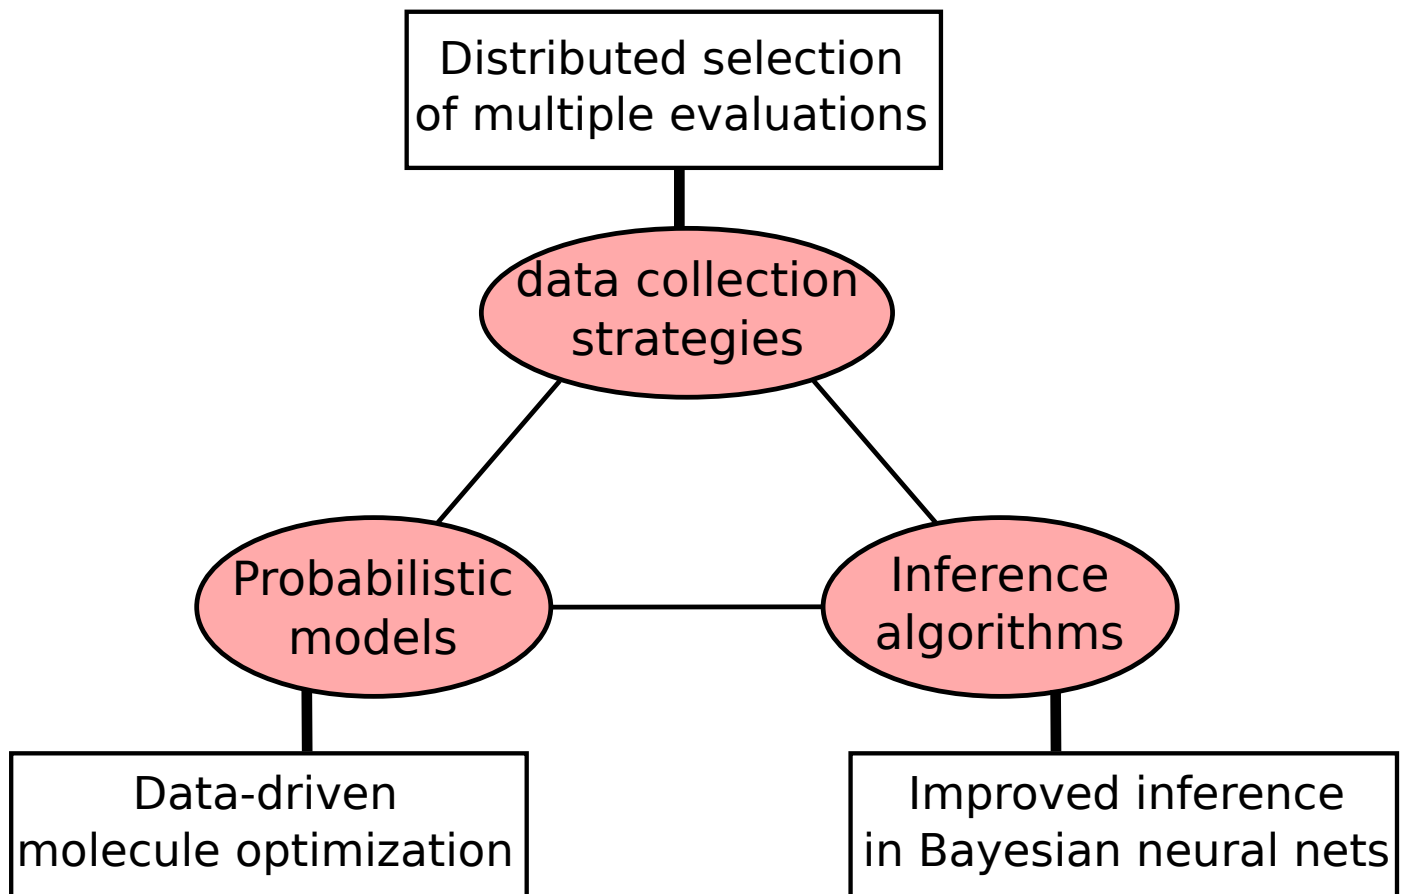 Distributed selection
of multiple evaluations
data collection
strategies
Probabilistic
models
Inference
algorithms
Data-driven
molecule optimization
Improved inference
in Bayesian neural nets